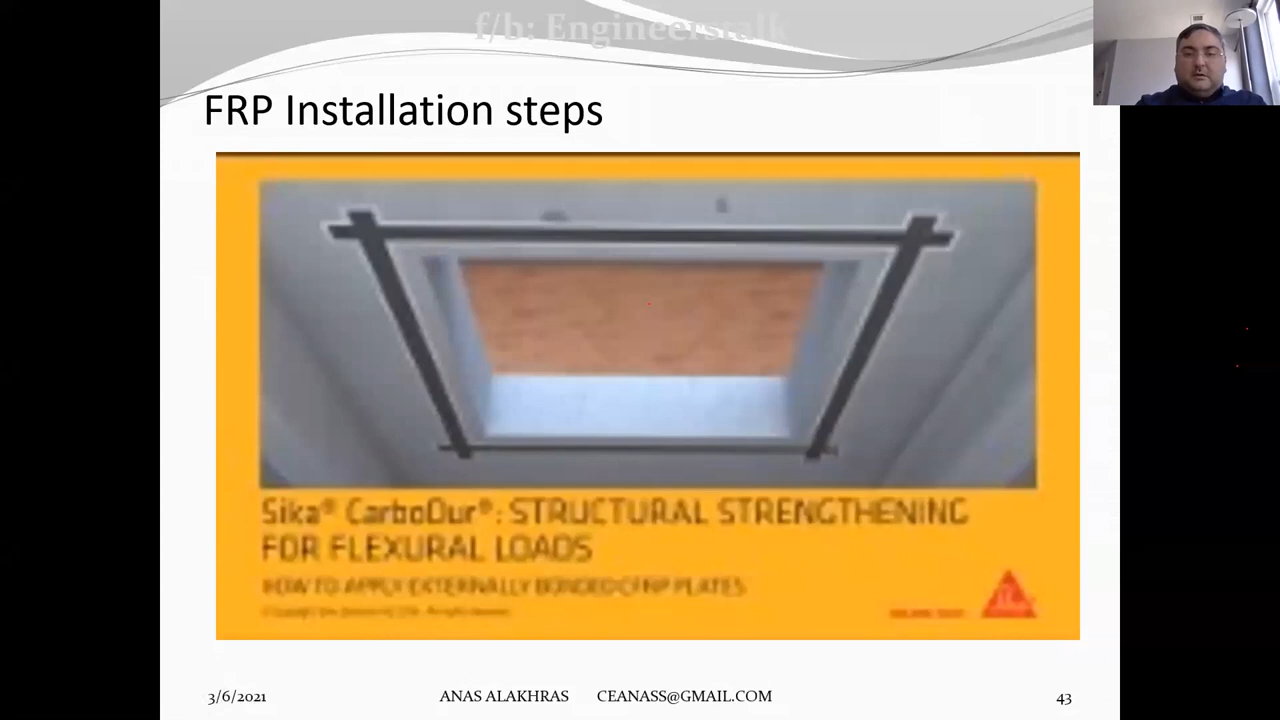 f/b: Engineerstalk
FRP Installation steps
Sika® CarboDur®: STRUCTURAL STRENGTHENING
FOR FLEXURAL LOADS
HOW TO APPLY EXTERNALLY BONDED CFRP PLATES
3/6/2021
ANAS ALAKHRAS CEANASS@GMAIL.COM
43